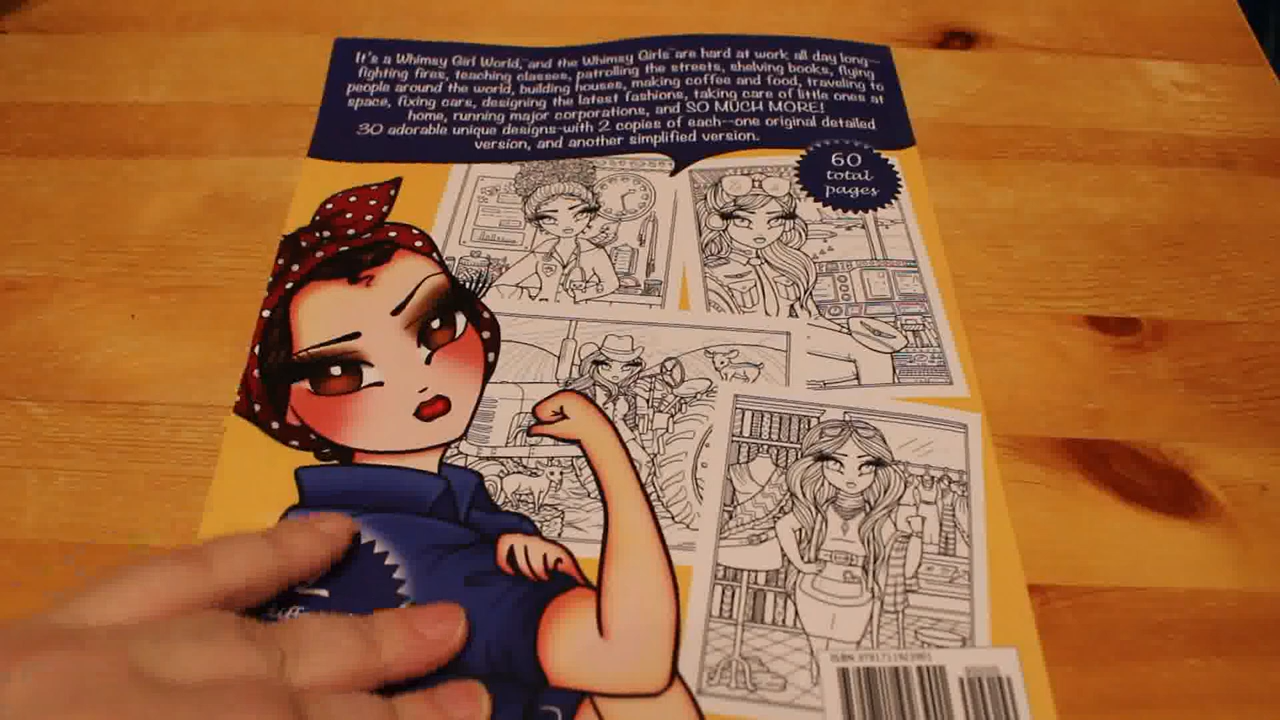 It's a Whimsy Girl World,™ and the Whimsy Girls™ are hard at work all day long--
fighting fires, teaching classes, patrolling the streets, shelving books, flying
people around the world, building houses, making coffee and food, traveling to
space, fixing cars, designing the latest fashions, taking care of little ones at
home, running major corporations, and SO MUCH MORE!
30 adorable unique designs-with 2 copies of each--one original detailed
version, and another simplified version.
60
total
pages